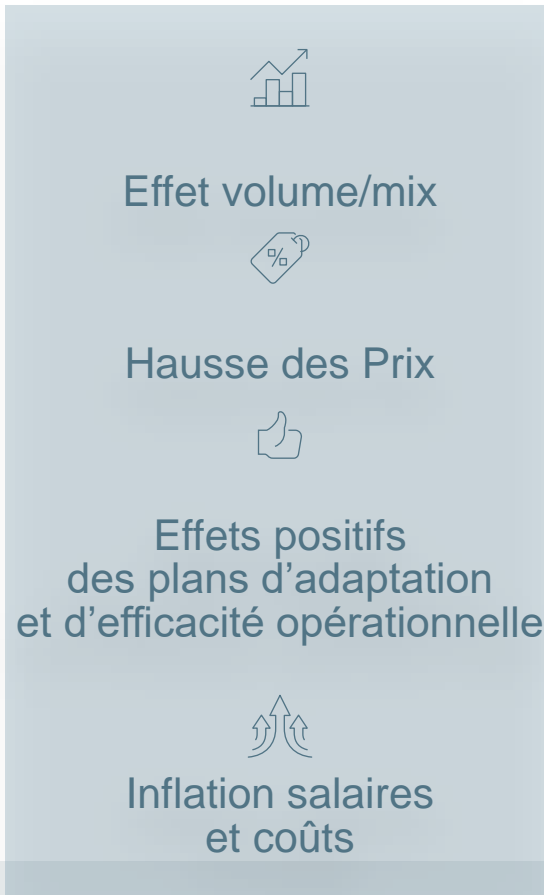 Effet volume/mix
%
Hausse des Prix
Effets positifs
des plans d’adaptation
et d’efficacité opérationnelle
Inflation salaires
et coûts